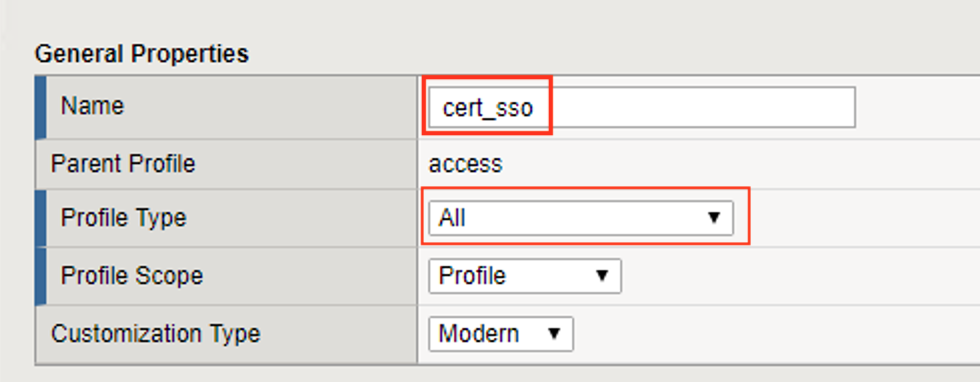 General Properties
Name cert_sso
Parent Profile access
Profile Type All
Profile Scope Profile
Customization Type Modern